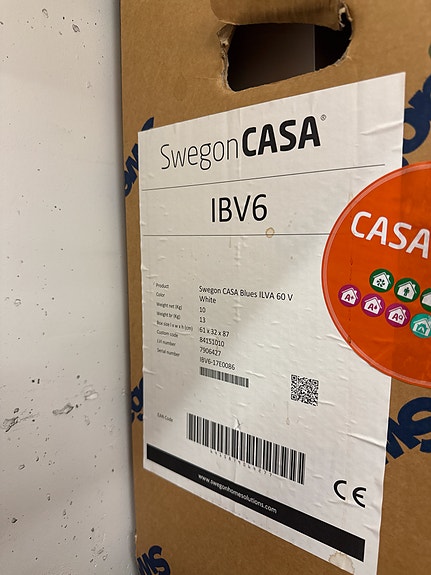 SwegonCASA®
IBV6
Product Swegon CASA Blues ILVA 60 V
Color White
Weight net (Kg) 10
Weight br (Kg) 13
Box size l x w x h (cm) 61 x 32 x 87
Custom code 84151010
LVI number 7906427
Serial number IBV6-17E0086
EAN Code
www.swegonhomesolutions.com
CE
CASA
A+ A+